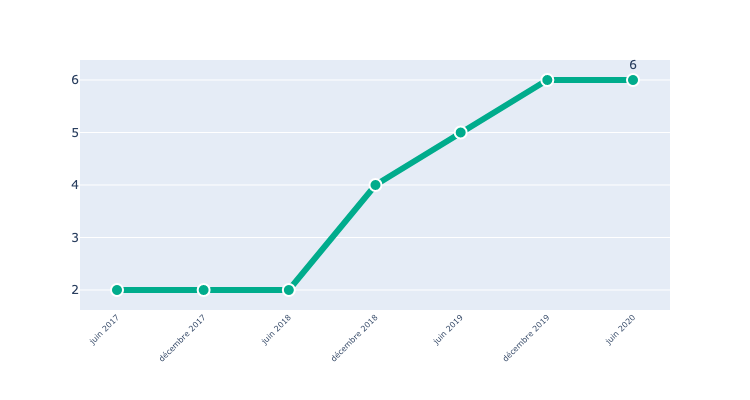 6
6
5
4
3
2
juin 2017
décembre 2017
juin 2018
décembre 2018
juin 2019
décembre 2019
juin 2020